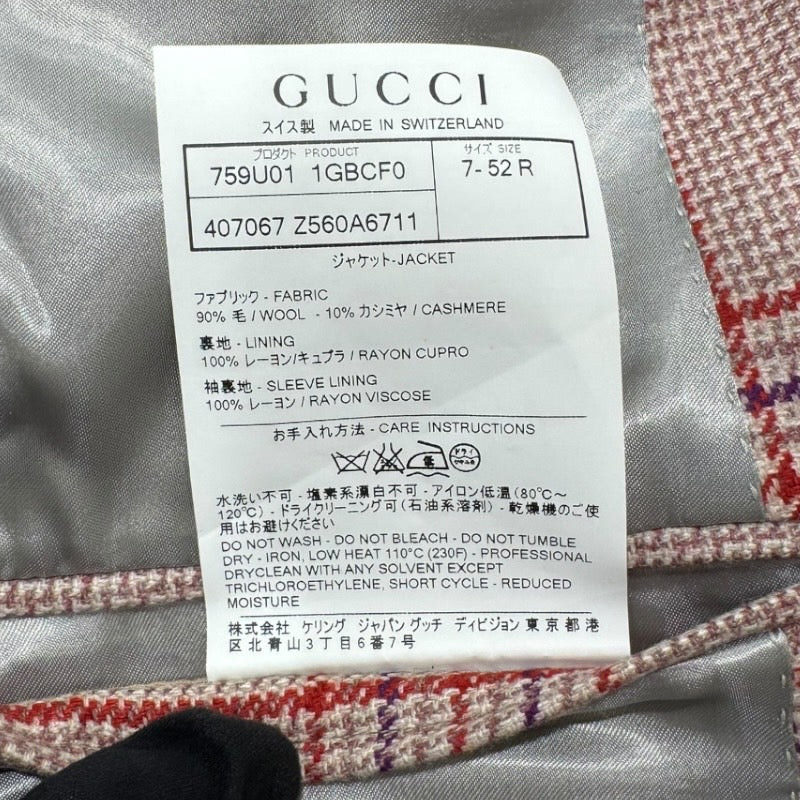 GUCCI
スイス製 MADE IN SWITZERLAND
プロダクト PRODUCT
759U01 1GBCF0
サイズ SIZE
7- 52 R
407067 Z560A6711
ジャケット-JACKET
ファブリック - FABRIC
90% 毛 / WOOL - 10% カシミヤ / CASHMERE
裏地 - LINING
100% レーヨン/キュプラ / RAYON CUPRO
袖裏地 - SLEEVE LINING
100% レーヨン / RAYON VISCOSE
お手入れ方法 - CARE INSTRUCTIONS
低 ドライ
水洗い不可 - 塩素系漂白不可 - アイロン低温(80°C～
120°C) - ドライクリーニング可(石油系溶剤) - 乾燥機のご使
用はお避けください
DO NOT WASH - DO NOT BLEACH - DO NOT TUMBLE
DRY - IRON, LOW HEAT 110°C (230F) - PROFESSIONAL
DRYCLEAN WITH ANY SOLVENT EXCEPT
TRICHLOROETHYLENE, SHORT CYCLE - REDUCED
MOISTURE
株式会社 ケリング ジャパン グッチ ディビジョン 東京都港
区北青山3丁目6番7号